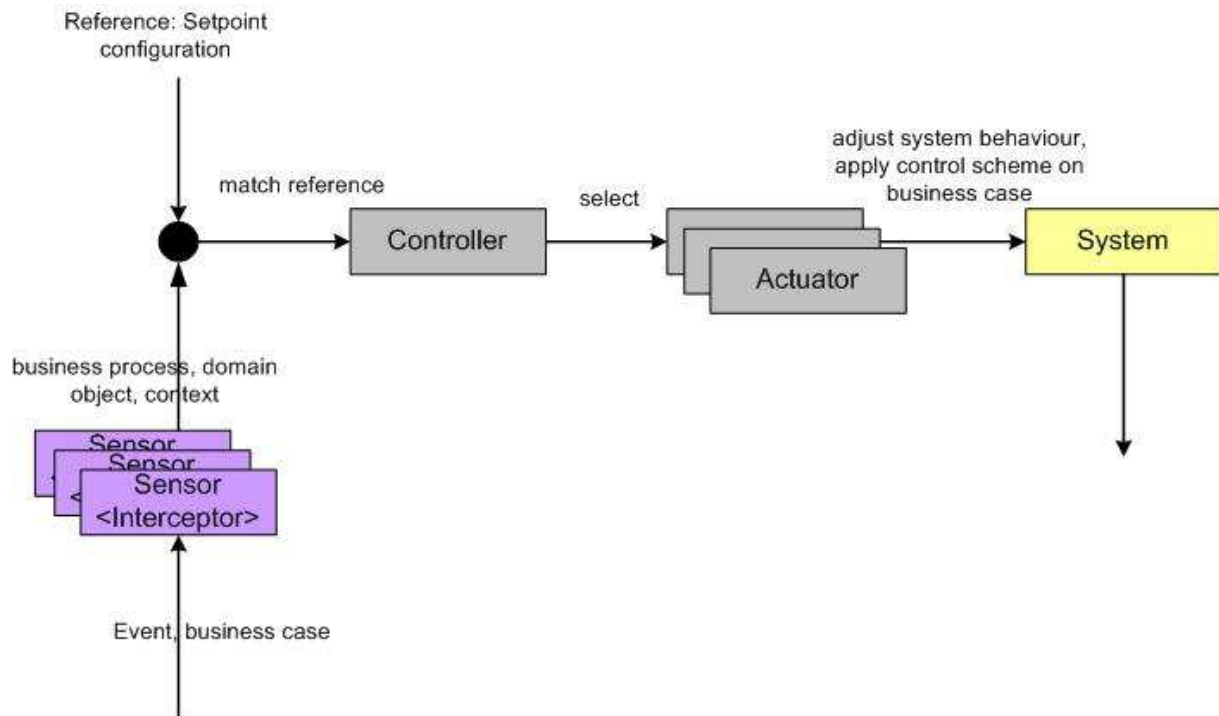 Reference: Setpoint
configuration
match reference
Controller
select
Actuator
adjust system behaviour,
apply control scheme on
business case
System
business process, domain
object, context
Sensor
<
Sensor
<
Sensor
<Interceptor>
Event, business case